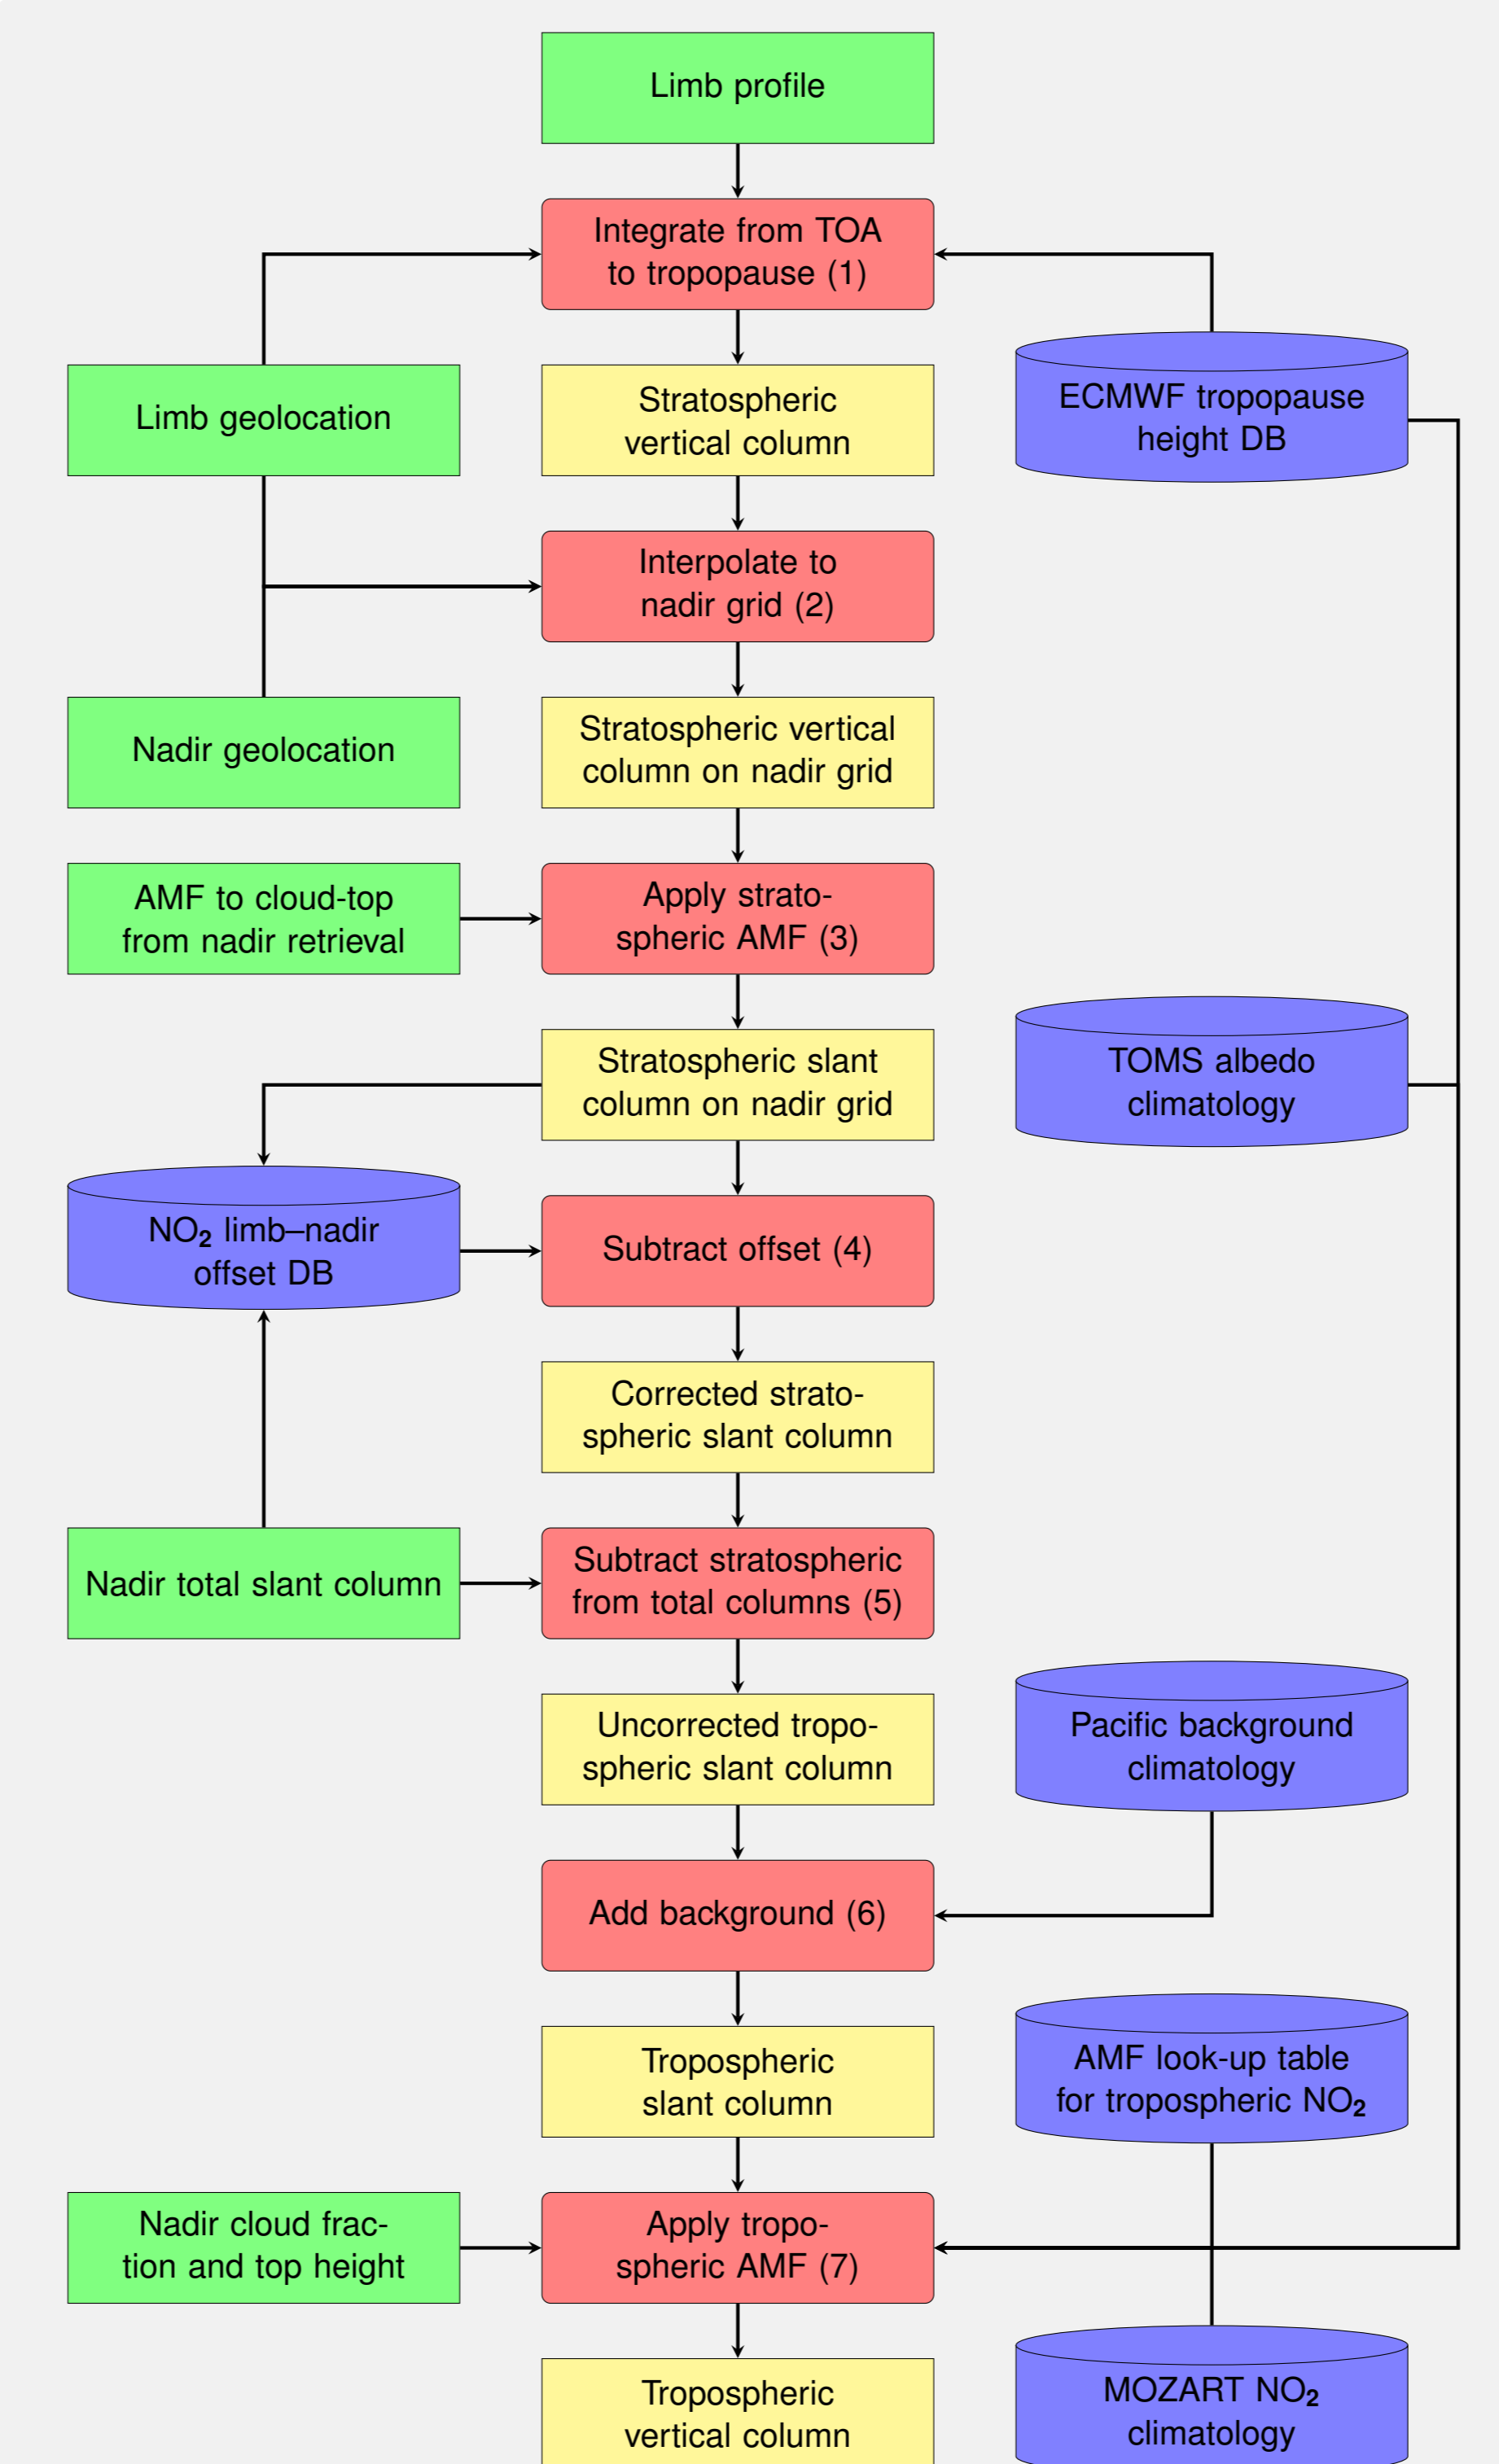 Limb profile
Integrate from TOA
to tropopause (1)
Limb geolocation
Stratospheric
vertical column
ECMWF tropopause
height DB
Interpolate to
nadir grid (2)
Nadir geolocation
Stratospheric vertical
column on nadir grid
AMF to cloud-top
from nadir retrieval
Apply strato-
spheric AMF (3)
Stratospheric slant
column on nadir grid
TOMS albedo
climatology
NO₂ limb–nadir
offset DB
Subtract offset (4)
Corrected strato-
spheric slant column
Nadir total slant column
Subtract stratospheric
from total columns (5)
Uncorrected tropo-
spheric slant column
Pacific background
climatology
Add background (6)
Tropospheric
slant column
AMF look-up table
for tropospheric NO₂
Nadir cloud frac-
tion and top height
Apply tropo-
spheric AMF (7)
Tropospheric
vertical column
MOZART NO₂
climatology